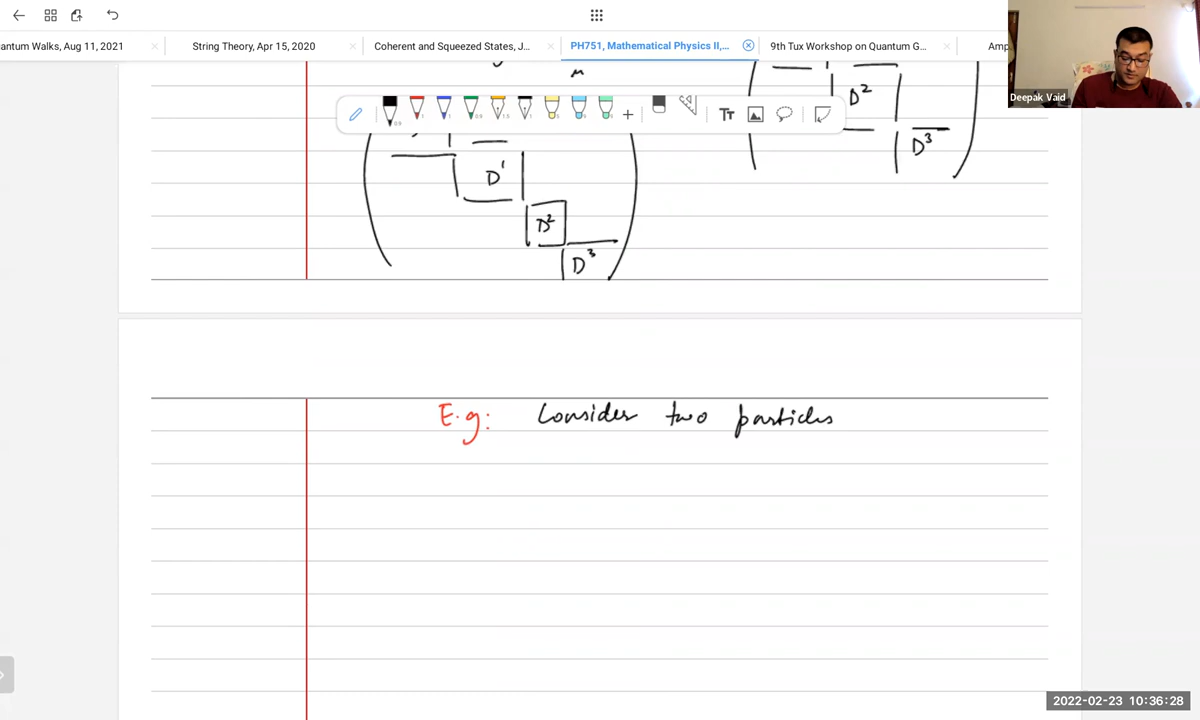 antum Walks, Aug 11, 2021
String Theory, Apr 15, 2020
Coherent and Squeezed States, J...
PH751, Mathematical Physics II,...
9th Tux Workshop on Quantum G...
Amp
Deepak Vaid
D²
D³
TT
D¹
D²
D³
E.g: Consider two particles
2022-02-23 10:36:28